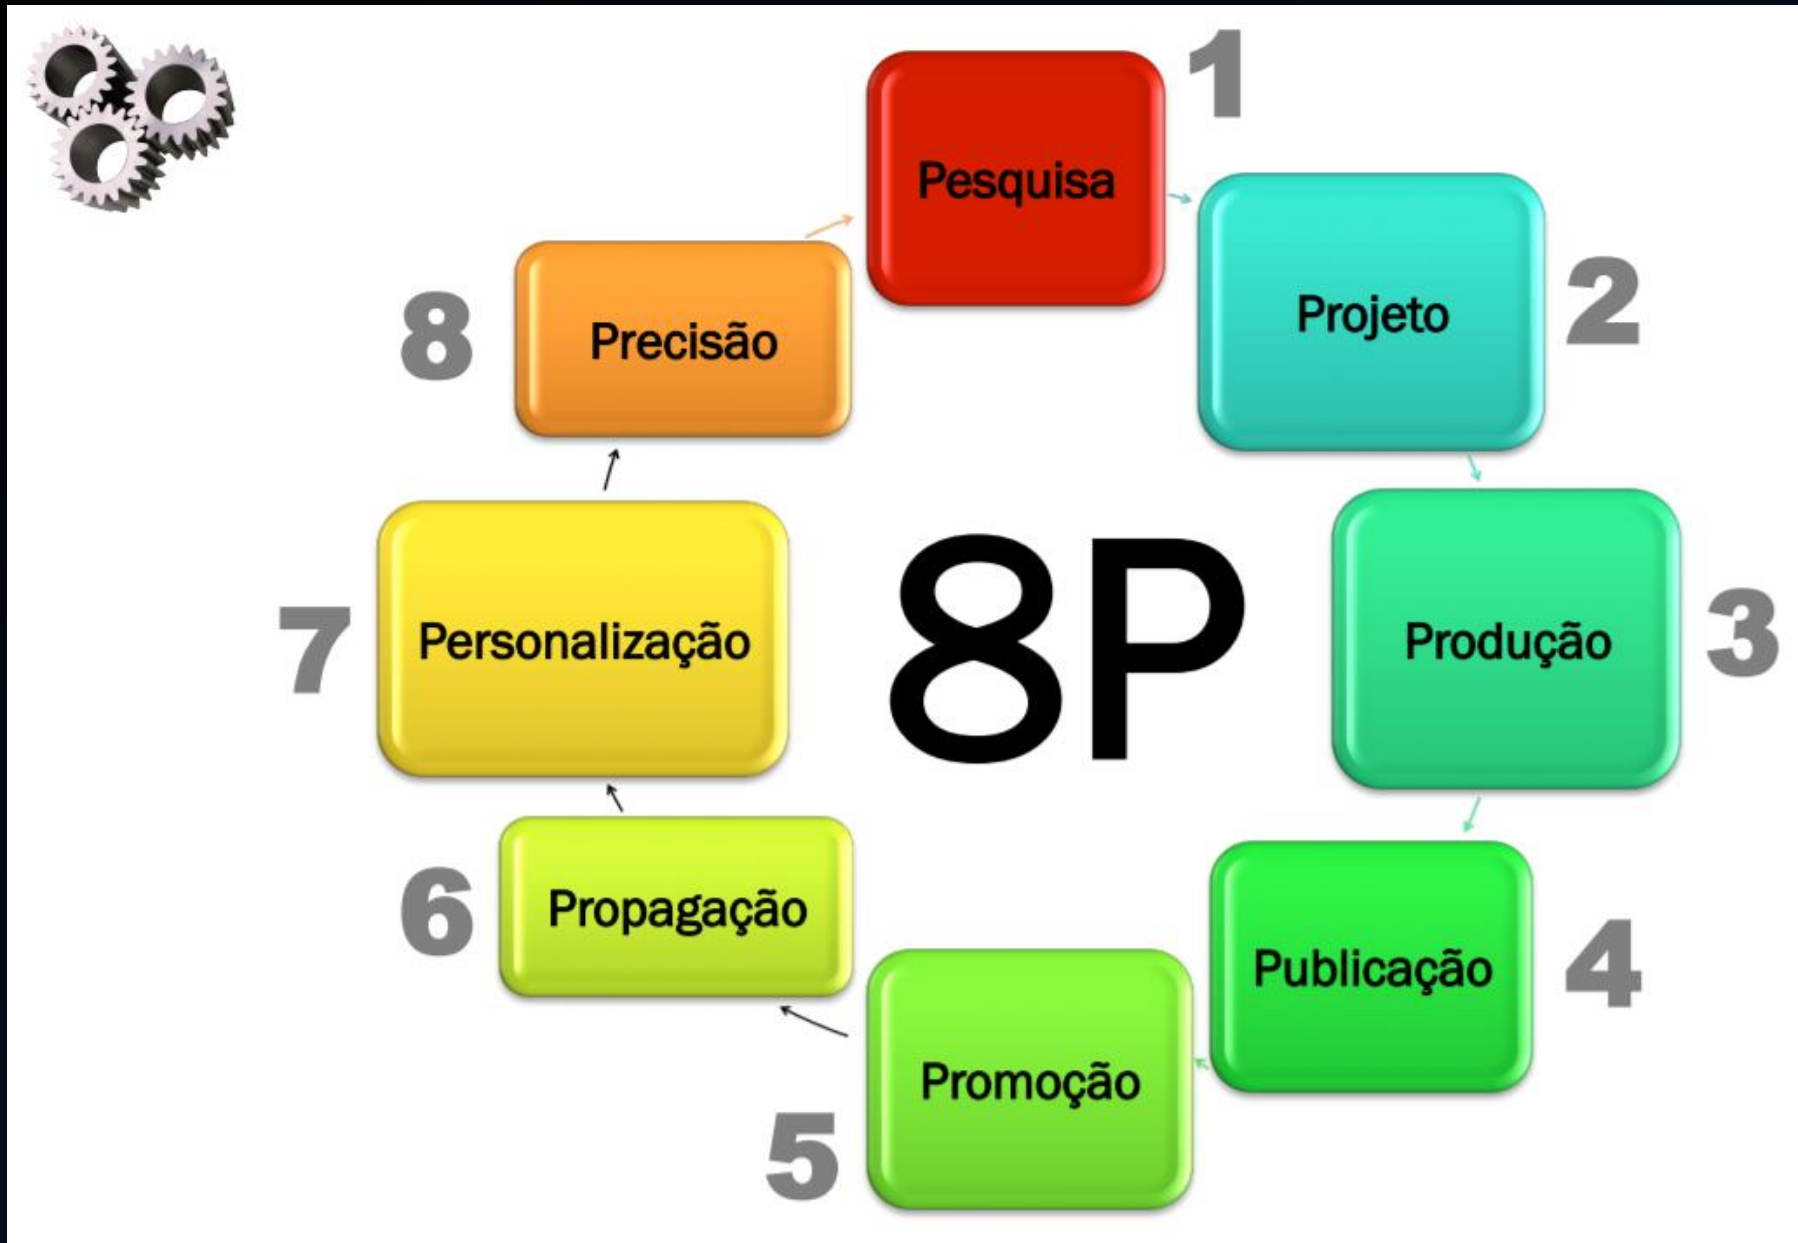 1
Pesquisa
2
Projeto
3
Produção
4
Publicação
5
Promoção
6
Propagação
7
Personalização
8
Precisão
8P